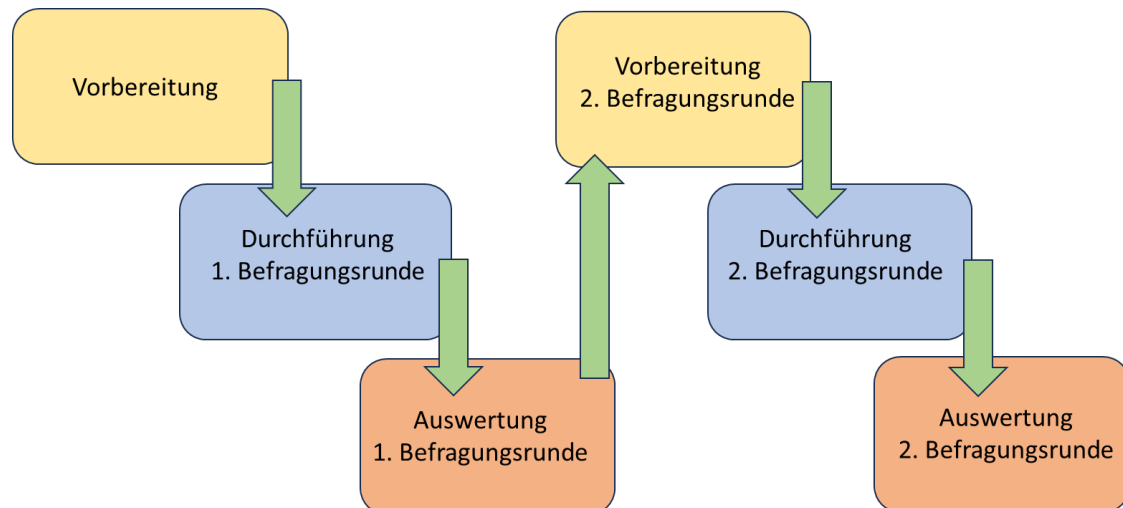 Vorbereitung
Durchführung
1. Befragungsrunde
Auswertung
1. Befragungsrunde
Vorbereitung
2. Befragungsrunde
Durchführung
2. Befragungsrunde
Auswertung
2. Befragungsrunde